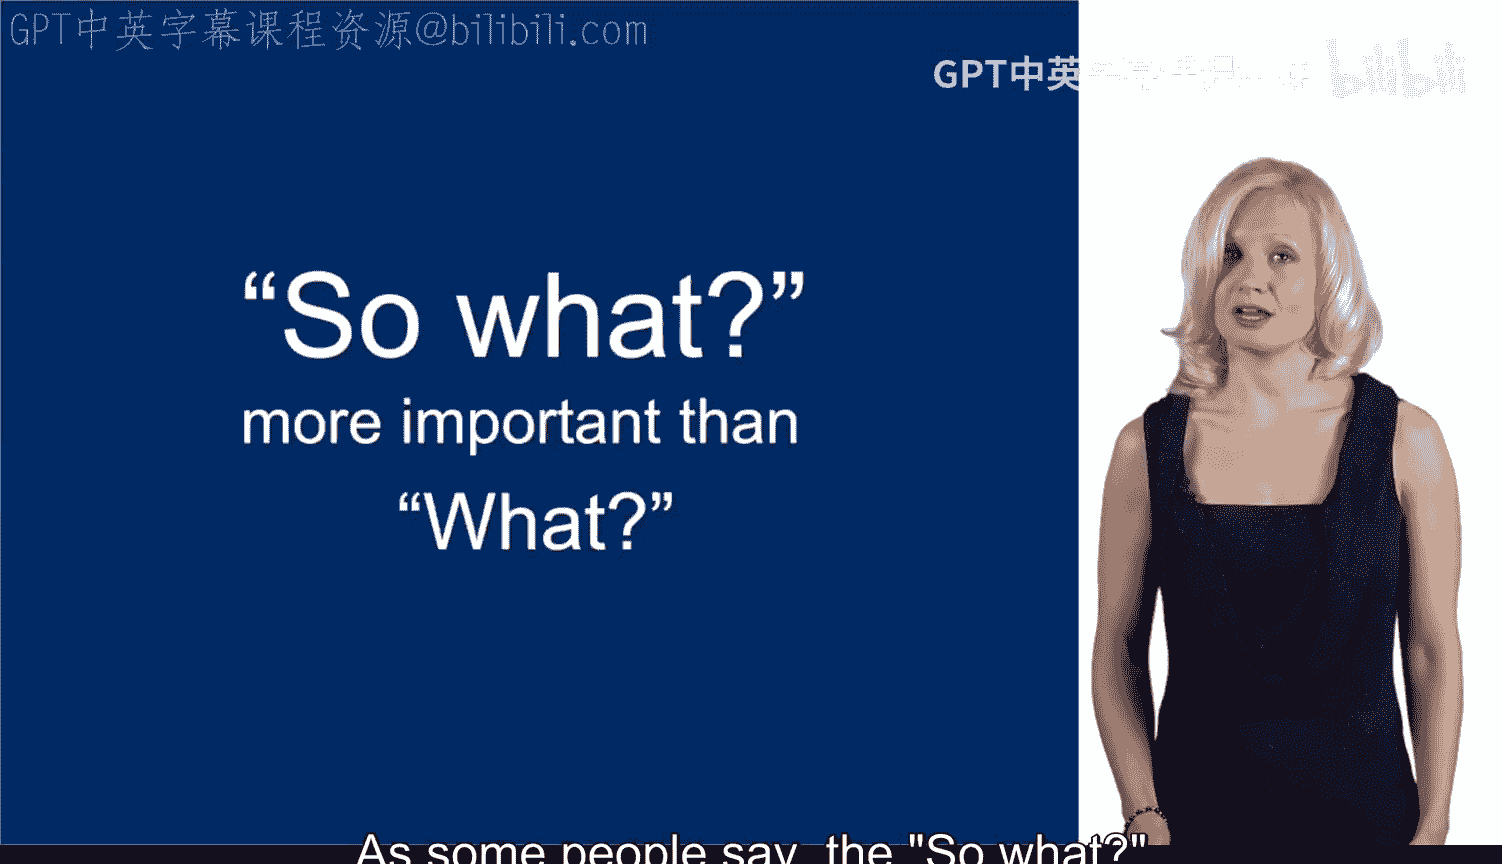 GPT中英字幕课程资源@bilibili.com
GPT中英
bilibili
“So what?”
more important than
“What?”
As some people say, the "So what?"